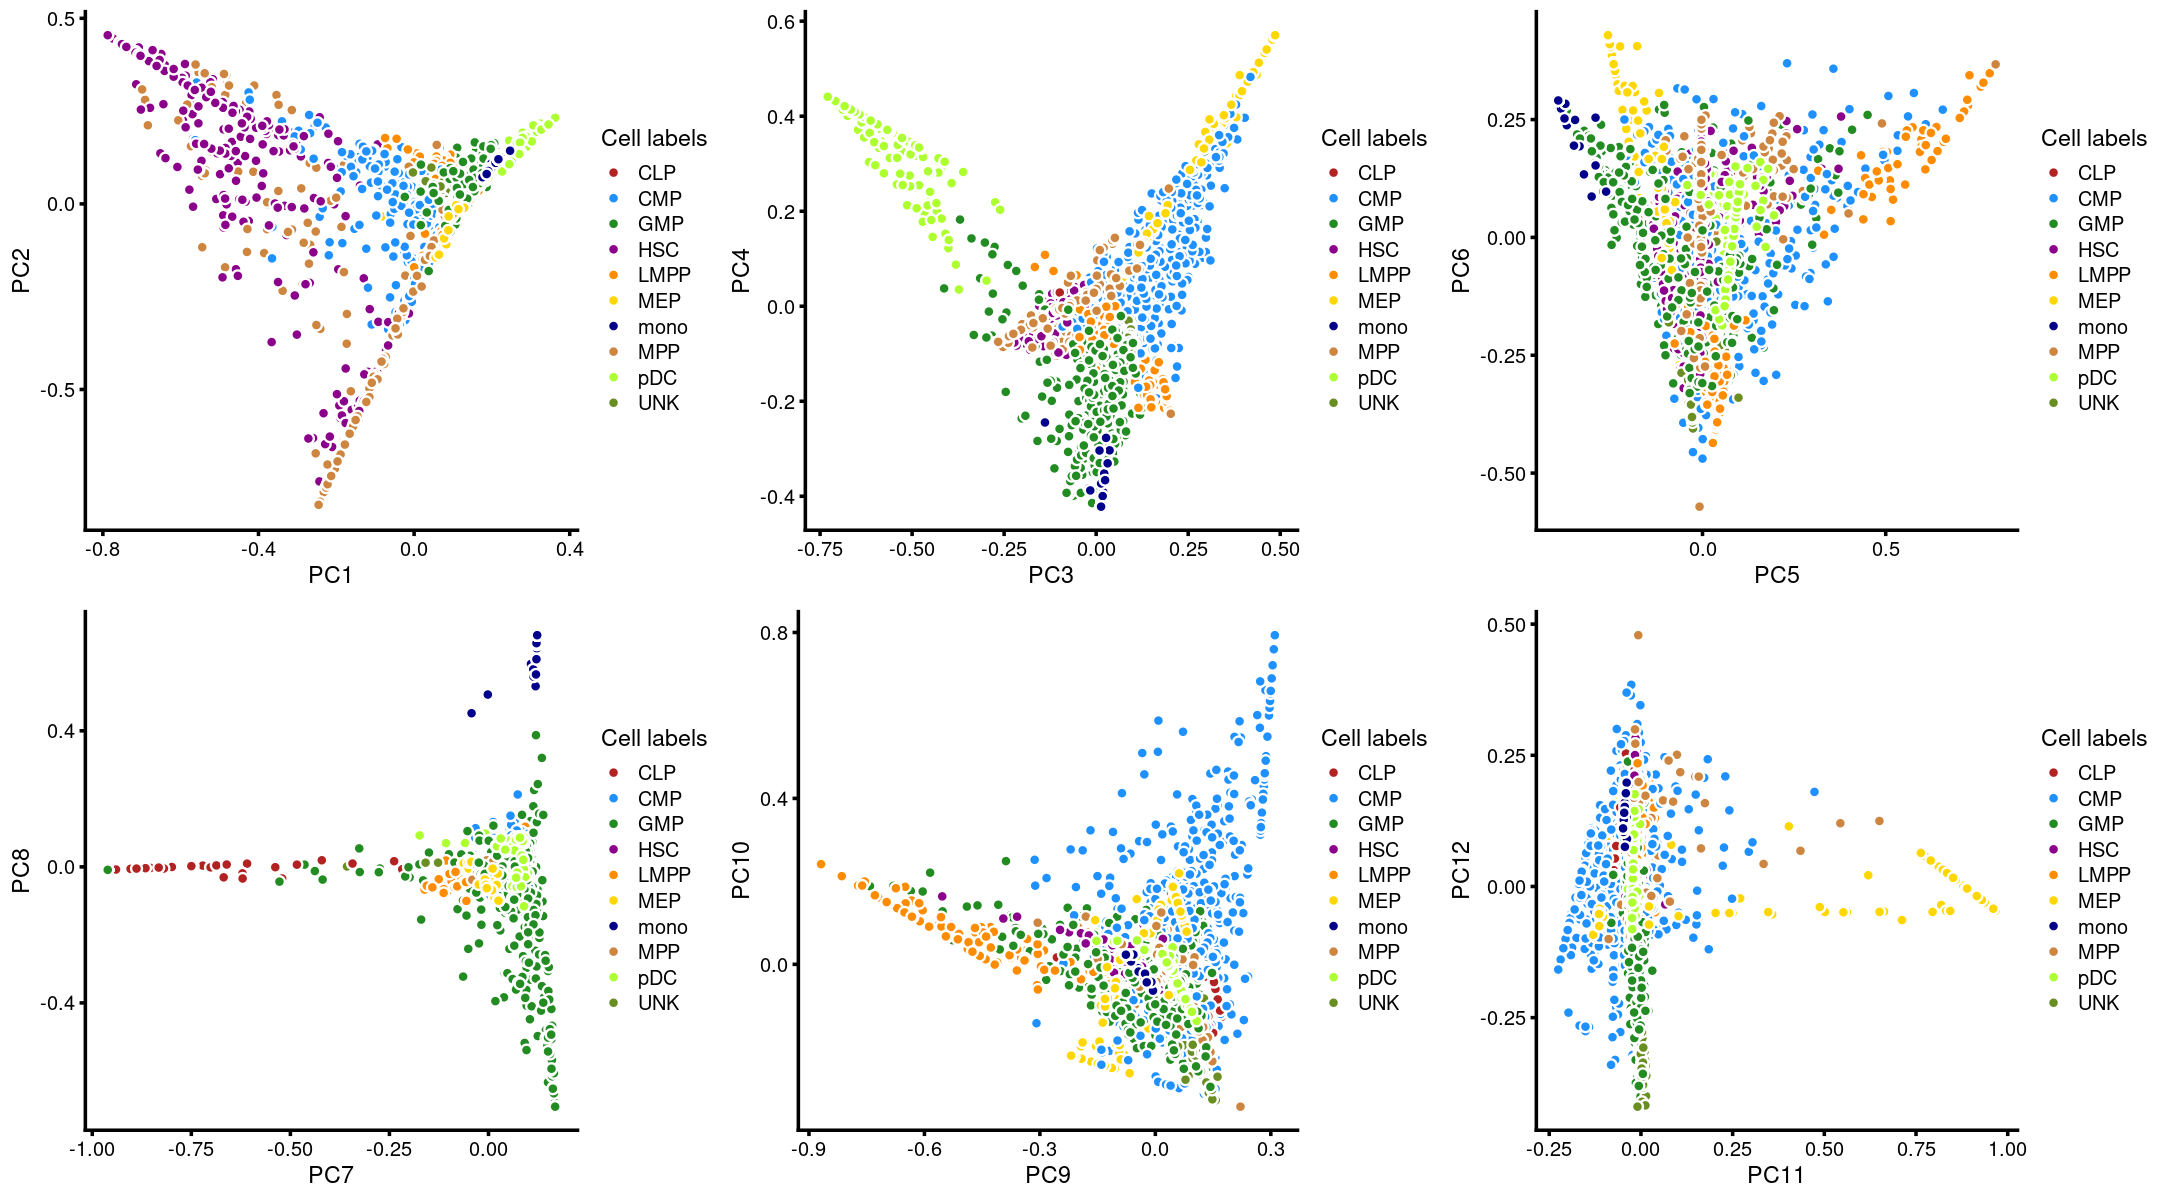 0.5
0.0
-0.5
PC2
-0.8 -0.4 0.0 0.4
PC1
Cell labels
CLP
CMP
GMP
HSC
LMPP
MEP
mono
MPP
pDC
UNK
0.6
0.4
0.2
0.0
-0.2
-0.4
PC4
-0.75 -0.50 -0.25 0.00 0.25 0.50
PC3
Cell labels
CLP
CMP
GMP
HSC
LMPP
MEP
mono
MPP
pDC
UNK
0.25
0.00
-0.25
-0.50
PC6
0.0 0.5
PC5
Cell labels
CLP
CMP
GMP
HSC
LMPP
MEP
mono
MPP
pDC
UNK
0.4
0.0
-0.4
PC8
-1.00 -0.75 -0.50 -0.25 0.00
PC7
Cell labels
CLP
CMP
GMP
HSC
LMPP
MEP
mono
MPP
pDC
UNK
0.8
0.4
0.0
PC10
-0.9 -0.6 -0.3 0.0 0.3
PC9
Cell labels
CLP
CMP
GMP
HSC
LMPP
MEP
mono
MPP
pDC
UNK
0.50
0.25
0.00
-0.25
PC12
-0.25 0.00 0.25 0.50 0.75 1.00
PC11
Cell labels
CLP
CMP
GMP
HSC
LMPP
MEP
mono
MPP
pDC
UNK